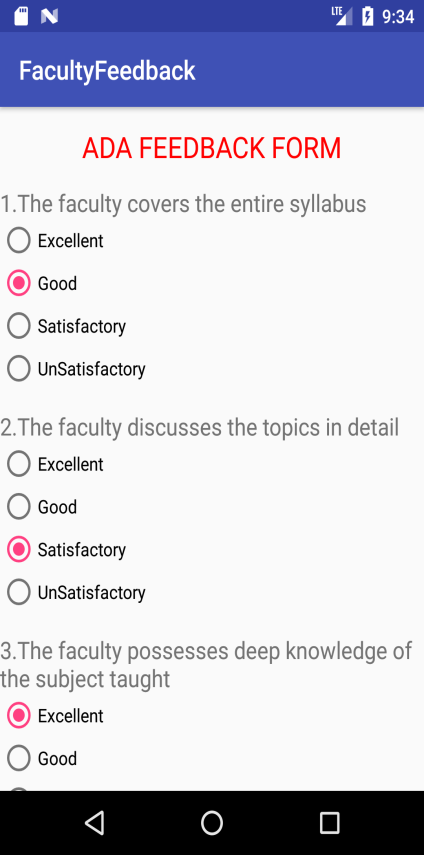 LTE 9:34
FacultyFeedback
ADA FEEDBACK FORM
1.The faculty covers the entire syllabus
Excellent
Good
Satisfactory
UnSatisfactory
2.The faculty discusses the topics in detail
Excellent
Good
Satisfactory
UnSatisfactory
3.The faculty possesses deep knowledge of
the subject taught
Excellent
Good